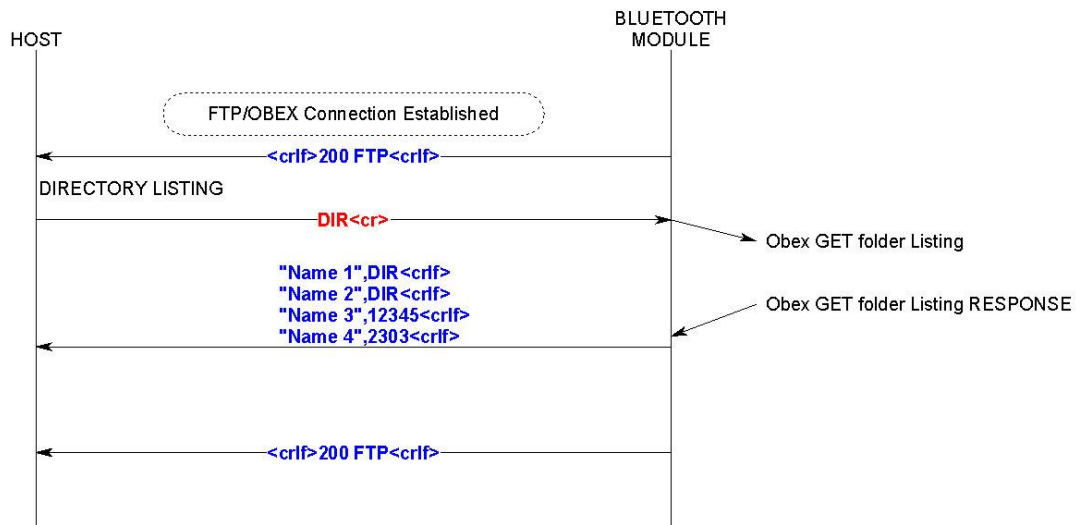 HOST
BLUETOOTH
MODULE
FTP/OBEX Connection Established
<crlf>200 FTP<crlf>
DIRECTORY LISTING
DIR<cr>
Obex GET folder Listing
"Name 1",DIR<crlf>
"Name 2",DIR<crlf>
"Name 3",12345<crlf>
"Name 4",2303<crlf>
Obex GET folder Listing RESPONSE
<crlf>200 FTP<crlf>